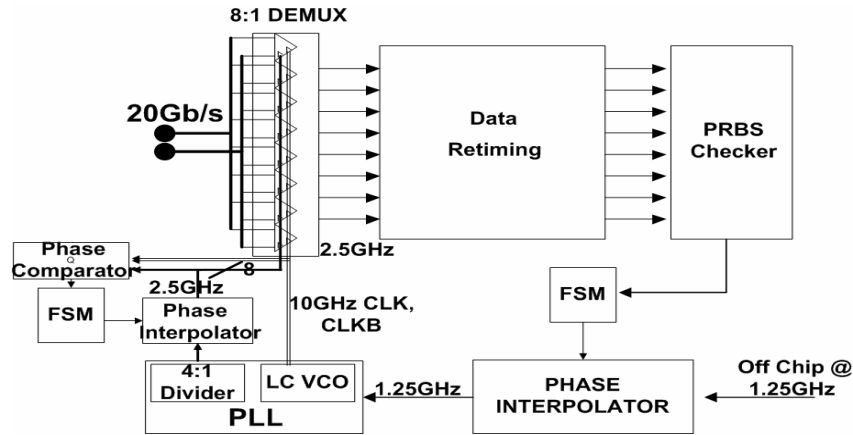 8:1 DEMUX
20Gb/s
Data
Retiming
PRBS
Checker
2.5GHz
Phase
Q
Comparator
8
2.5GHz
FSM
Phase
Interpolator
10GHz CLK,
CLKB
FSM
4:1
Divider
LC VCO
PLL
1.25GHz
PHASE
INTERPOLATOR
Off Chip @
1.25GHz